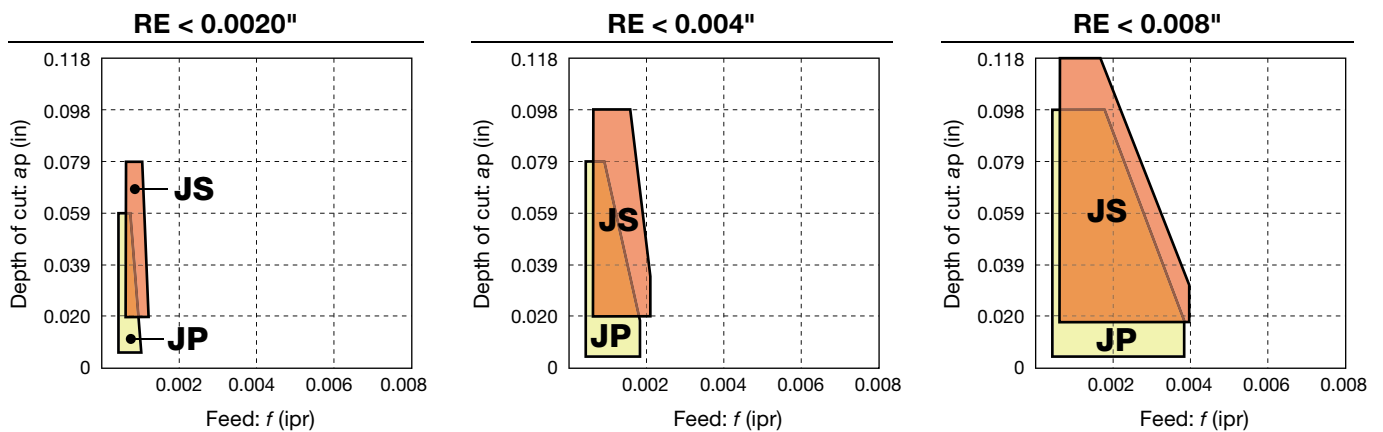 RE < 0.0020"
0.118
0.098
0.079
0.059
0.039
0.020
0
Depth of cut: ap (in)
JS
JP
0.002
0.004
0.006
0.008
Feed: f (ipr)
RE < 0.004"
0.118
0.098
0.079
0.059
0.039
0.020
0
Depth of cut: ap (in)
JS
JP
0.002
0.004
0.006
0.008
Feed: f (ipr)
RE < 0.008"
0.118
0.098
0.079
0.059
0.039
0.020
0
Depth of cut: ap (in)
JS
JP
0.002
0.004
0.006
0.008
Feed: f (ipr)